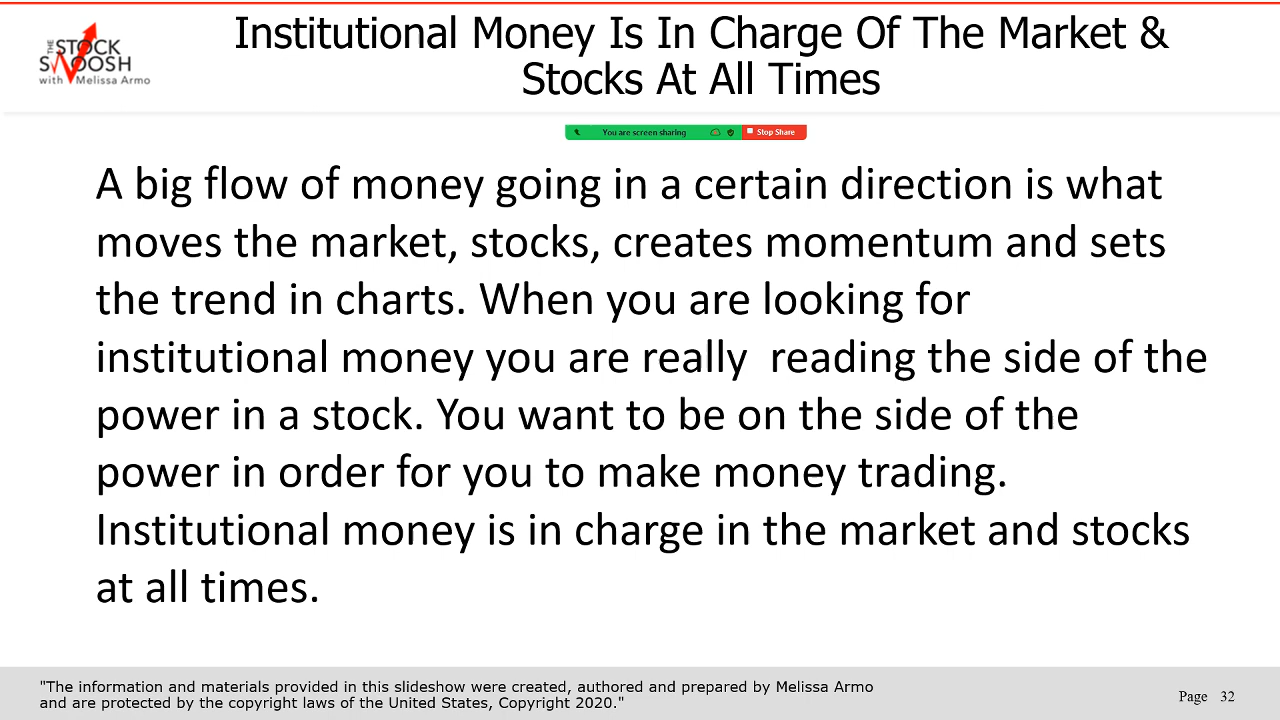 Institutional Money Is In Charge Of The Market &
Stocks At All Times
THE
STOCK
SWOOSH
with Melissa Armo
You are screen sharing
Stop Share
A big flow of money going in a certain direction is what
moves the market, stocks, creates momentum and sets
the trend in charts. When you are looking for
institutional money you are really  reading the side of the
power in a stock. You want to be on the side of the
power in order for you to make money trading.
Institutional money is in charge in the market and stocks
at all times.
"The information and materials provided in this slideshow were created, authored and prepared by Melissa Armo
and are protected by the copyright laws of the United States, Copyright 2020."
Page 32